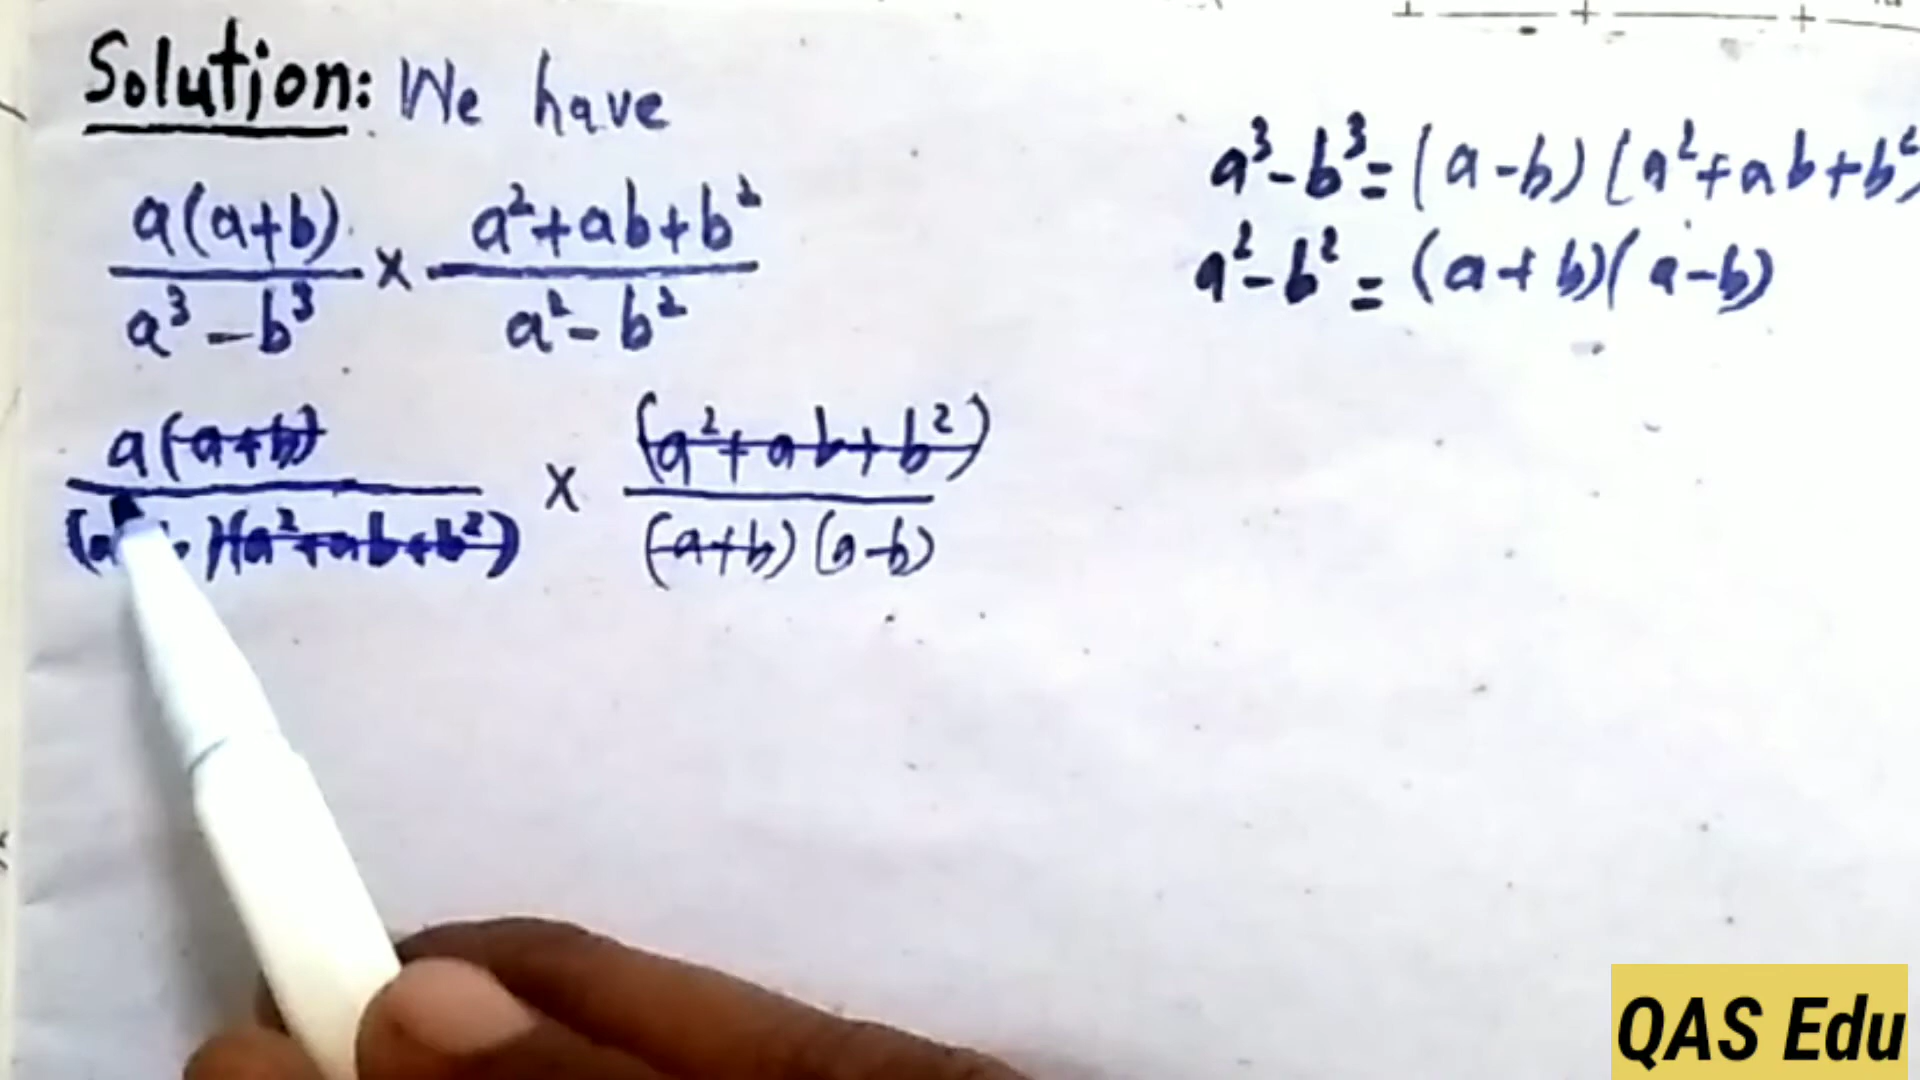 Solution: We have
a(a+b)/(a³-b³) × (a²+ab+b²)/(a²-b²)
a³-b³=(a-b)(a²+ab+b²)
a²-b²=(a+b)(a-b)
a(a+b)/(a )(a²+ab+b²) × (a²+ab+b²)/(a+b)(a-b)
QAS Edu